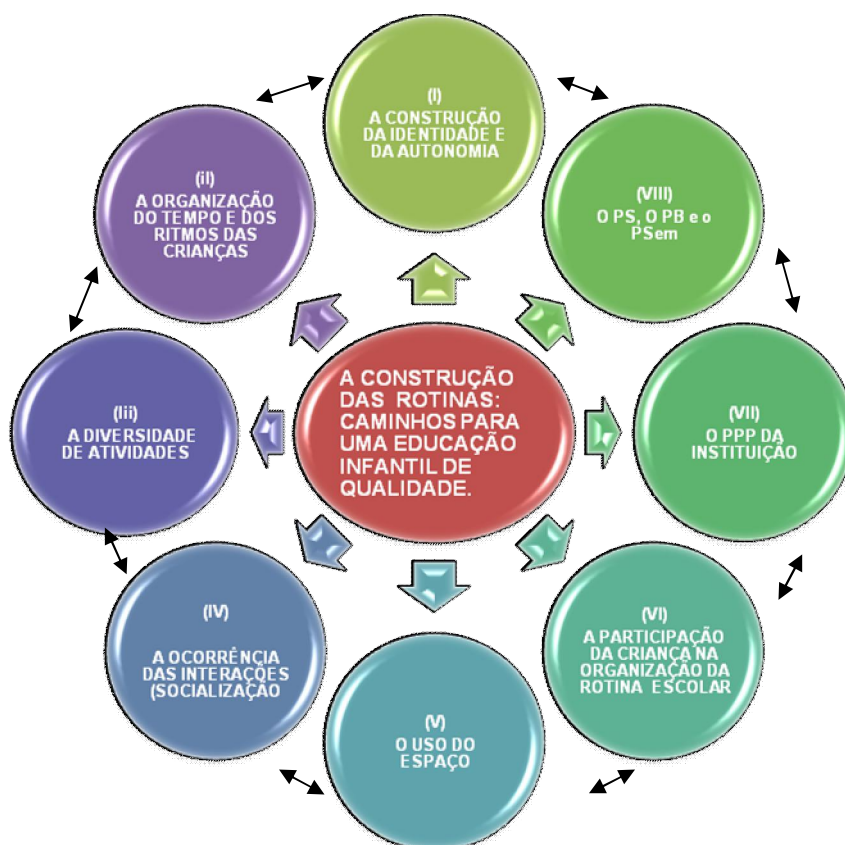 (I)
A CONSTRUÇÃO
DA IDENTIDADE E
DA AUTONOMIA
(iI)
A ORGANIZAÇÃO
DO TEMPO E DOS
RITMOS DAS
CRIANÇAS
(Iii)
A DIVERSIDADE
DE ATIVIDADES
(IV)
A OCORRÊNCIA
DAS INTERAÇÕES
(SOCIALIZAÇÃO
(V)
O USO DO
ESPAÇO
(VI)
A PARTICIPAÇÃO
DA CRIANÇA NA
ORGANIZAÇÃO DA
ROTINA ESCOLAR
(VII)
O PPP DA
INSTITUIÇÃO
(VIII)
O PS, O PB e o
PSem
A CONSTRUÇÃO
DAS ROTINAS:
CAMINHOS PARA
UMA EDUCAÇÃO
INFANTIL DE
QUALIDADE.